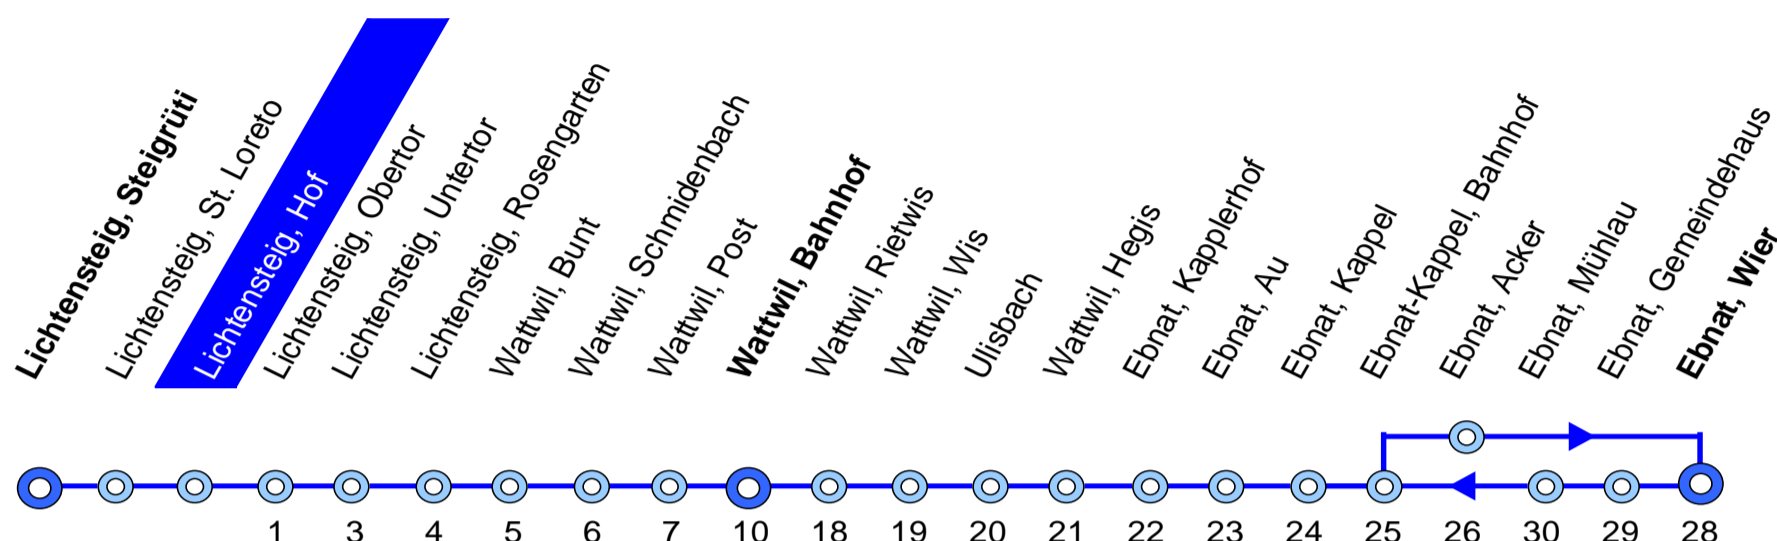 Lichtensteig, Steigrüti
Lichtensteig, St. Loreto
Lichtensteig, Hof
Lichtensteig, Obertor
Lichtensteig, Untertor
Lichtensteig, Rosengarten
Wattwil, Bunt
Wattwil, Schmidenbach
Wattwil, Post
Wattwil, Bahnhof
Wattwil, Rietwis
Wattwil, Wis
Ulisbach
Wattwil, Hegis
Ebnat, Kapplerhof
Ebnat, Au
Ebnat, Kappel
Ebnat-Kappel, Bahnhof
Ebnat, Acker
Ebnat, Mühlau
Ebnat, Gemeindehaus
Ebnat, Wier
1 3 4 5 6 7 10 18 19 20 21 22 23 24 25 26 30 29 28